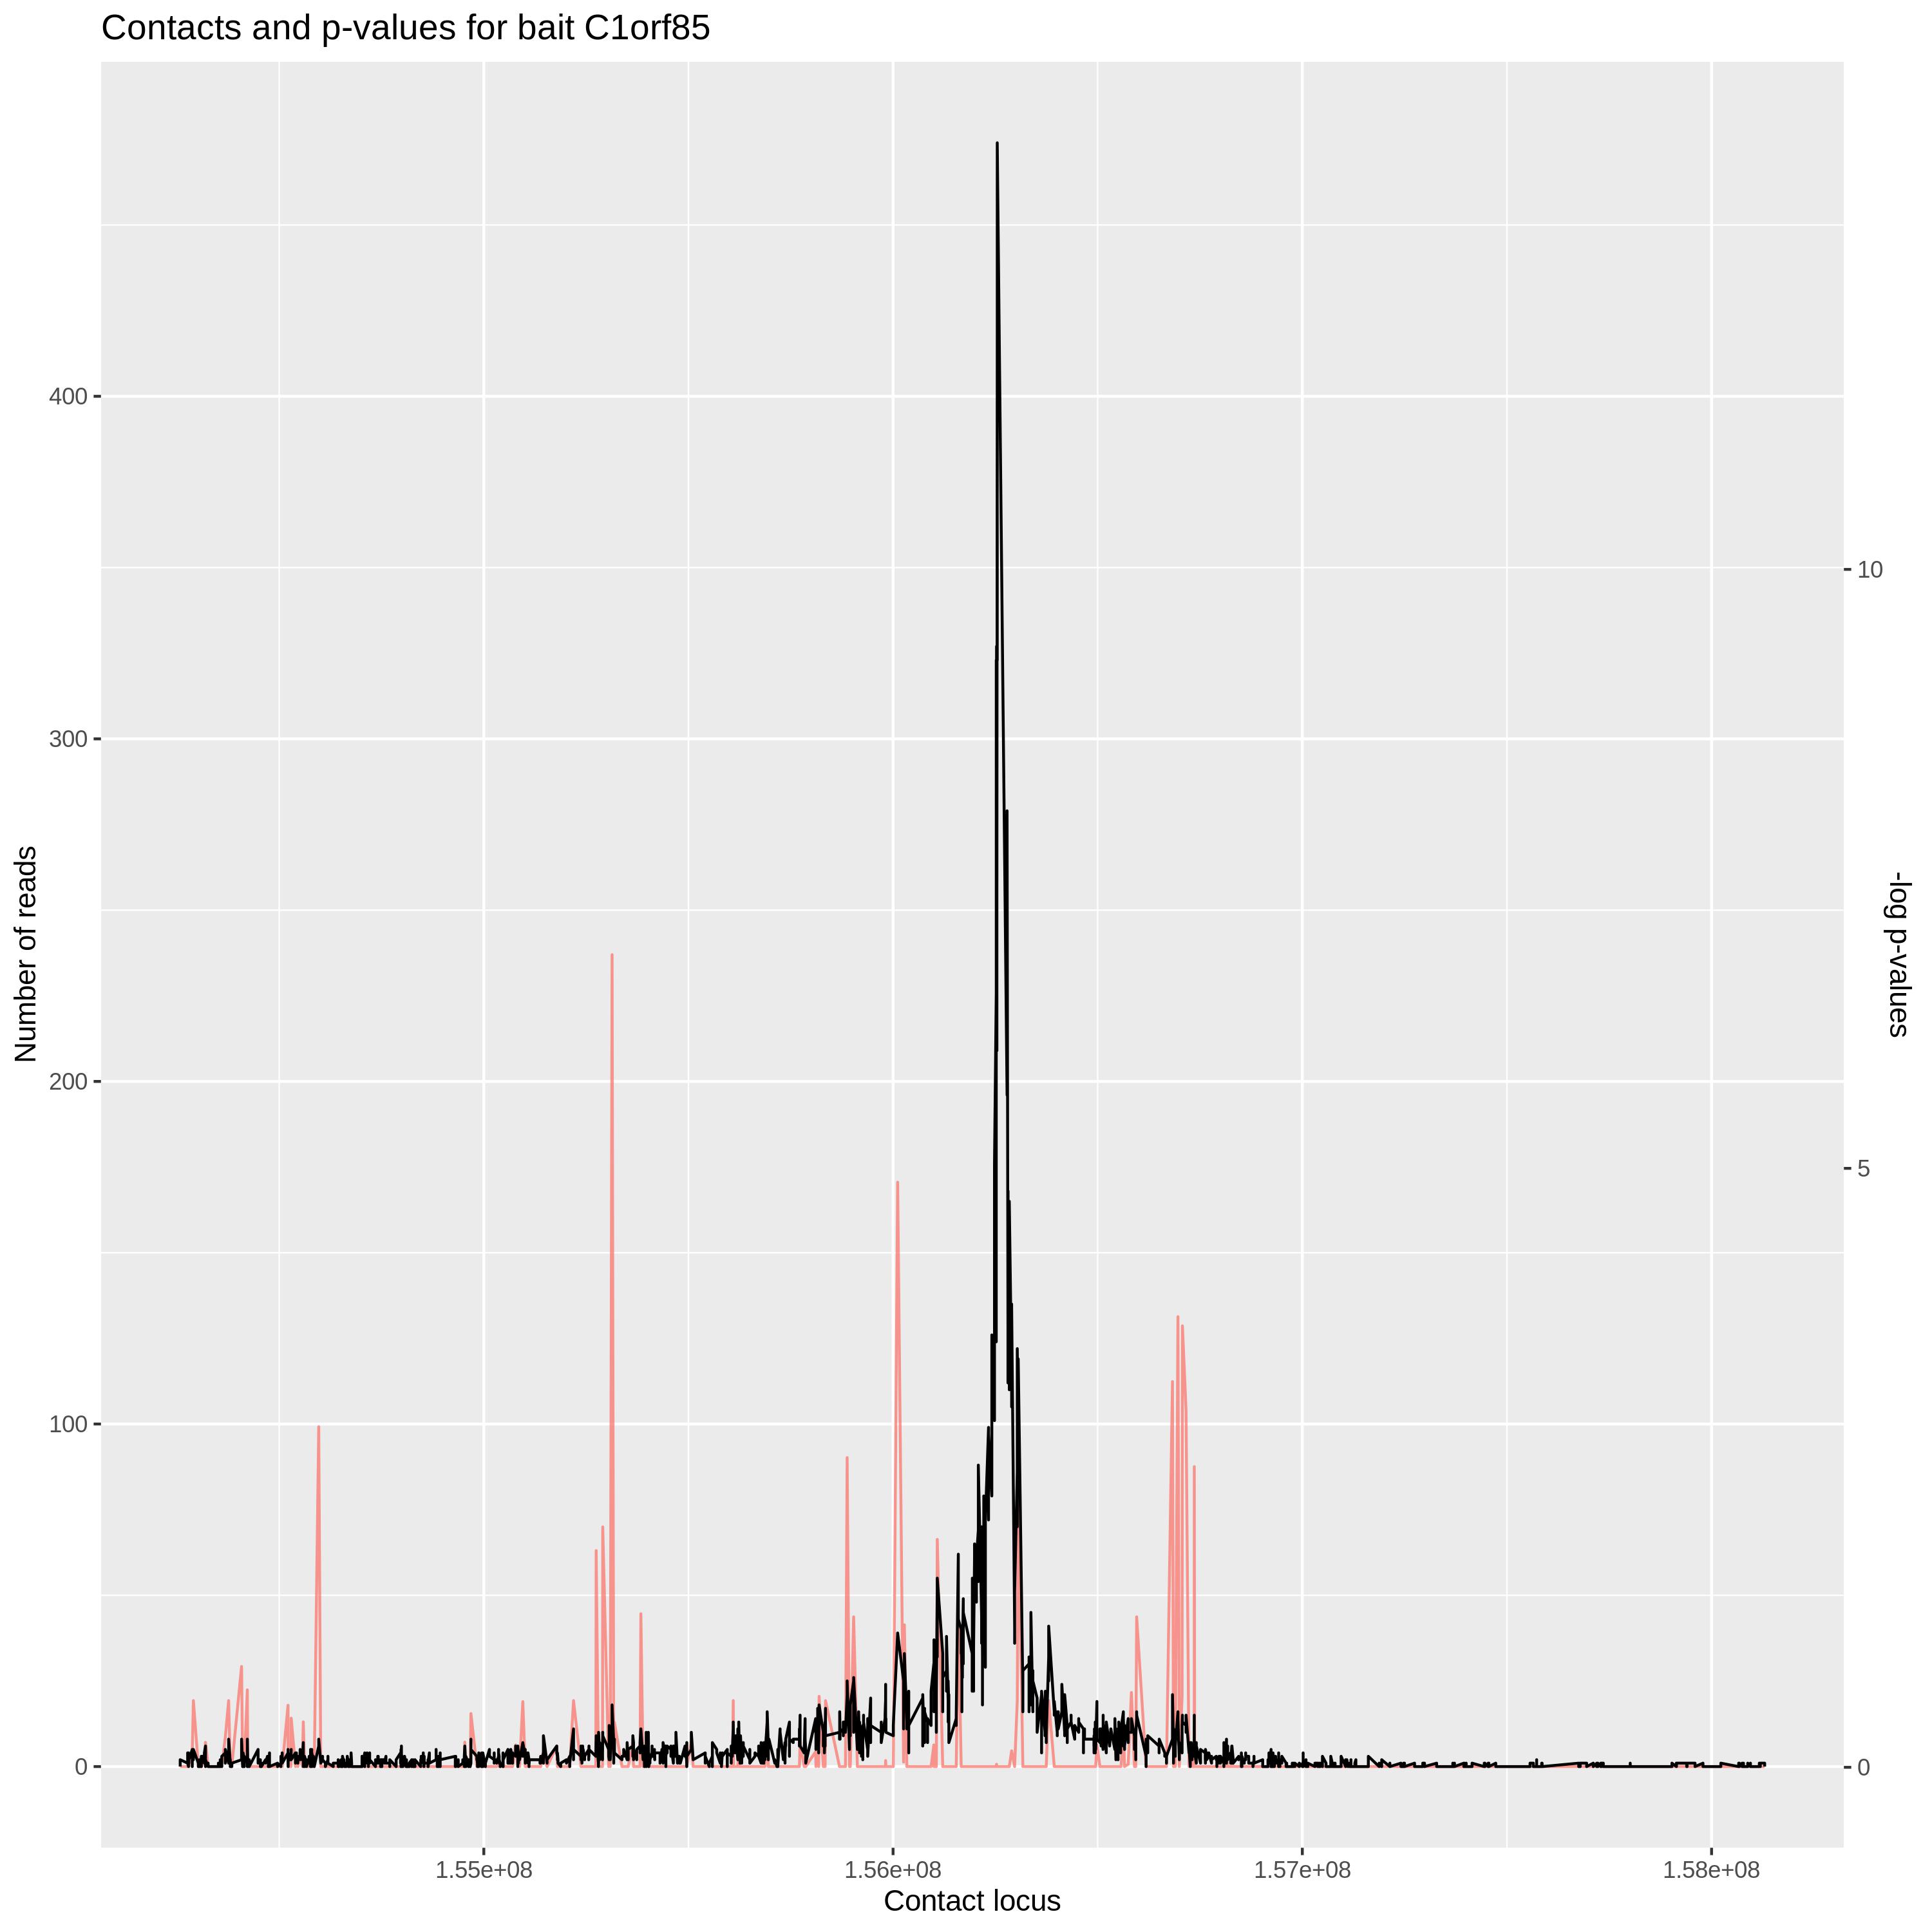 Contacts and p-values for bait C1orf85
400
300
200
100
0
Number of reads
10
5
0
-log p-values
1.55e+08
1.56e+08
1.57e+08
1.58e+08
Contact locus